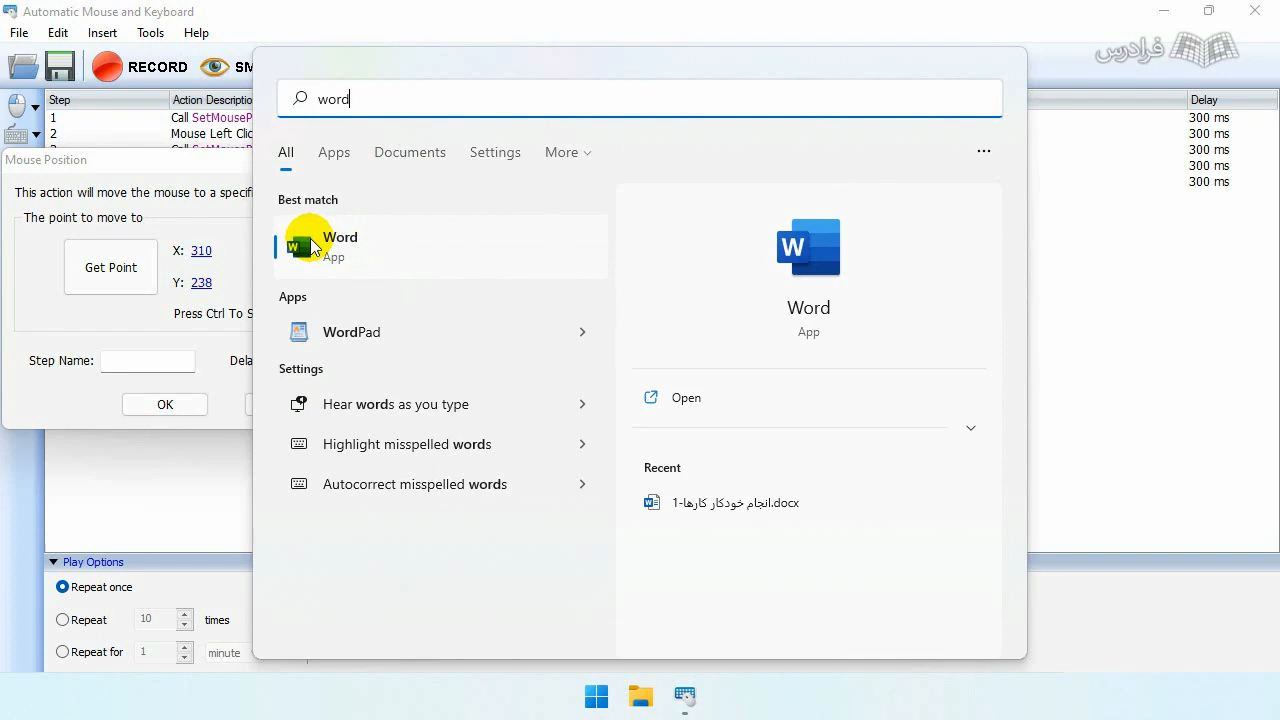 Automatic Mouse and Keyboard
File Edit Insert Tools Help
فرادرس
RECORD SM
word
Step Action Descriptio Delay
1 Call SetMouseP 300 ms
2 Mouse Left Clic 300 ms
300 ms
300 ms
300 ms
All Apps Documents Settings More
Mouse Position
This action will move the mouse to a specifi
The point to move to
Get Point
X: 310
Y: 238
Press Ctrl To S
Step Name: Dela
OK
Best match
Word
App
Apps
WordPad
Settings
Hear words as you type
Highlight misspelled words
Autocorrect misspelled words
W
Word
App
Open
Recent
انجام خودکار کارها-1.docx
Play Options
Repeat once
Repeat 10 times
Repeat for 1 minute